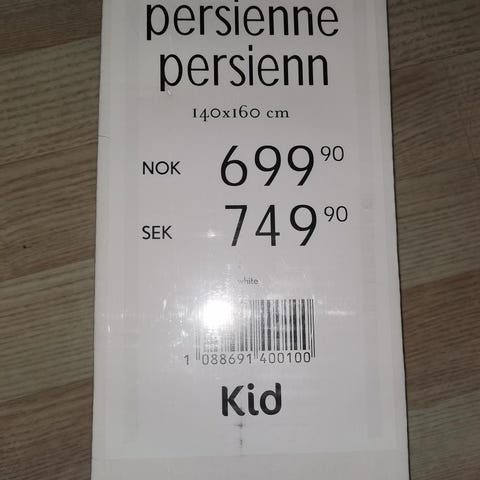 persienne
persienn
140x160 cm
NOK 699 90
SEK 749 90
white
1 088691 400100
Kid